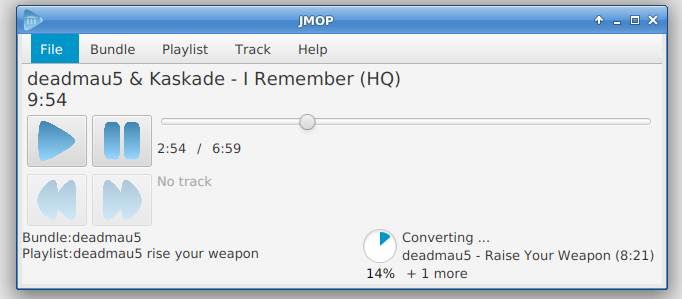 JMOP
File Bundle Playlist Track Help
deadmau5 & Kaskade - I Remember (HQ)
9:54
2:54 / 6:59
No track
Bundle:deadmau5
Playlist:deadmau5 rise your weapon
Converting ...
deadmau5 - Raise Your Weapon (8:21)
14% + 1 more